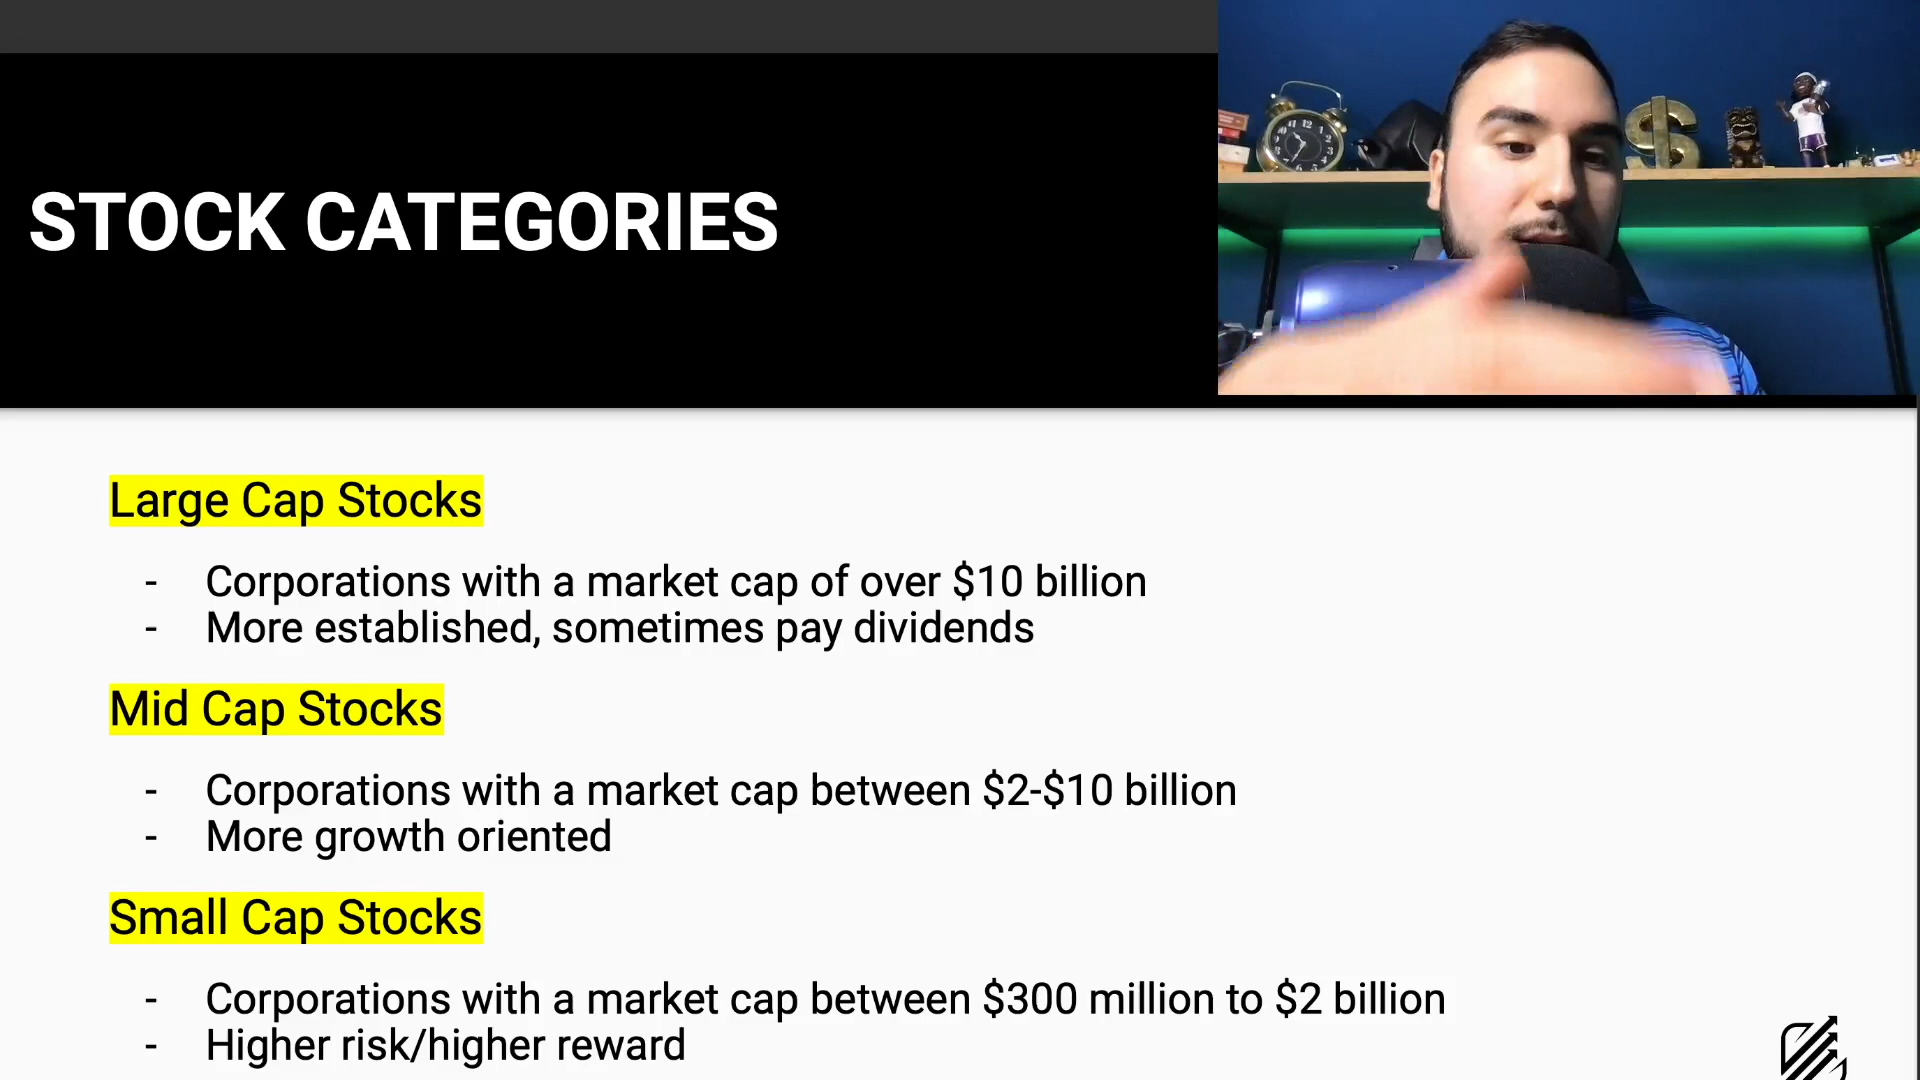 STOCK CATEGORIES
Large Cap Stocks
- Corporations with a market cap of over $10 billion
- More established, sometimes pay dividends
Mid Cap Stocks
- Corporations with a market cap between $2-$10 billion
- More growth oriented
Small Cap Stocks
- Corporations with a market cap between $300 million to $2 billion
- Higher risk/higher reward